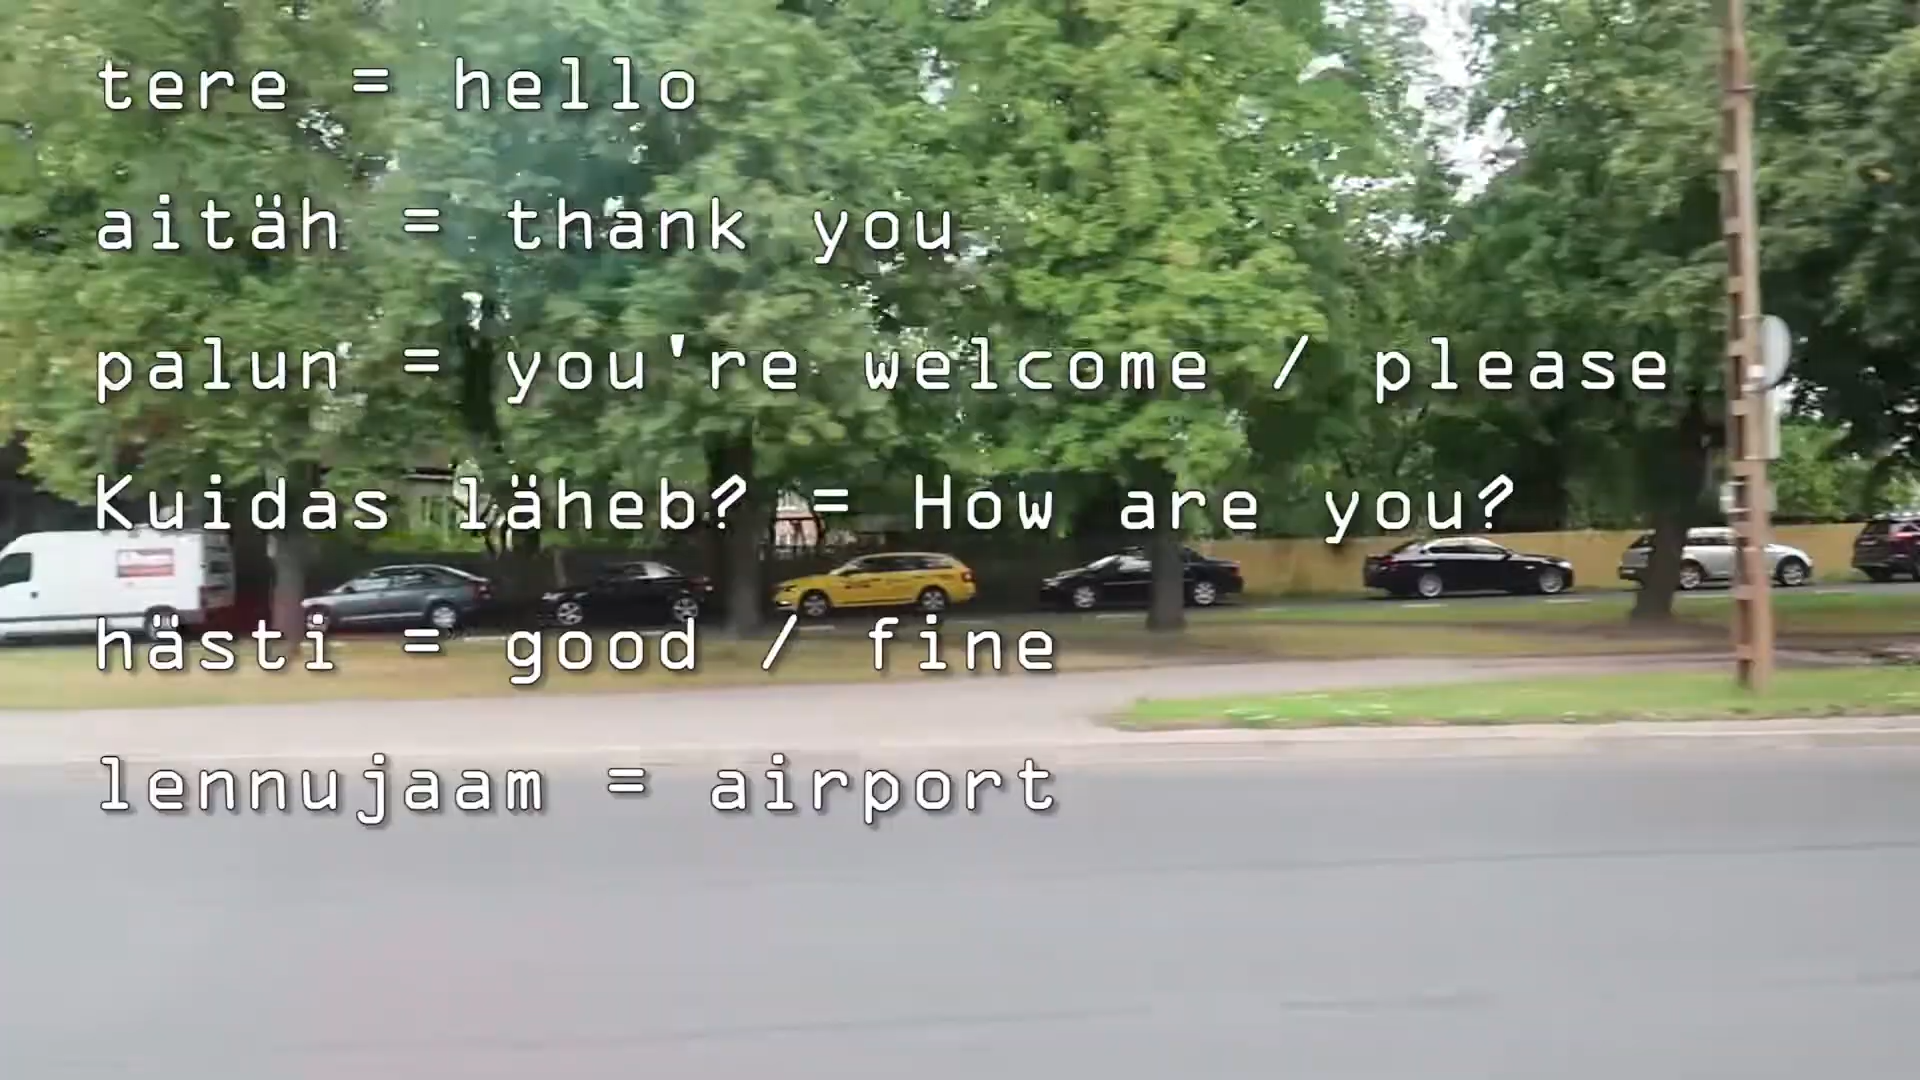 tere = hello
aitäh = thank you
palun = you're welcome / please
Kuidas läheb? = How are you?
hästi = good / fine
lennujaam = airport